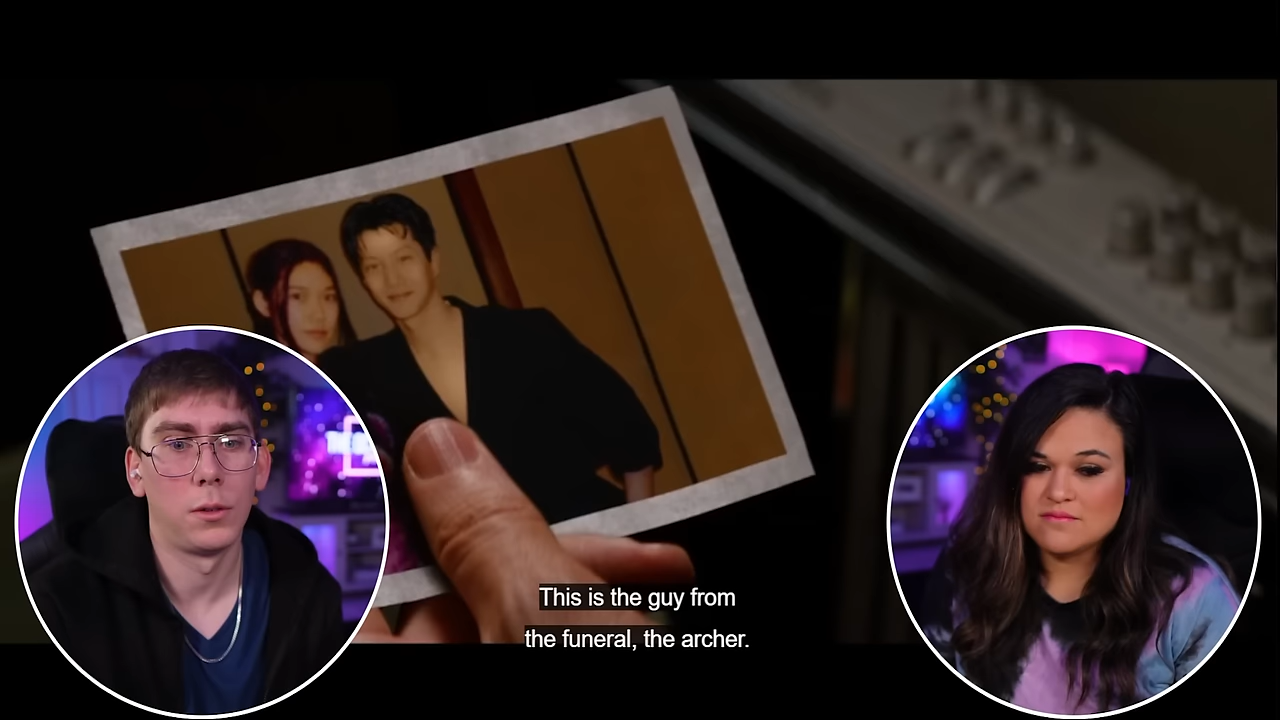 This is the guy from
the funeral, the archer.